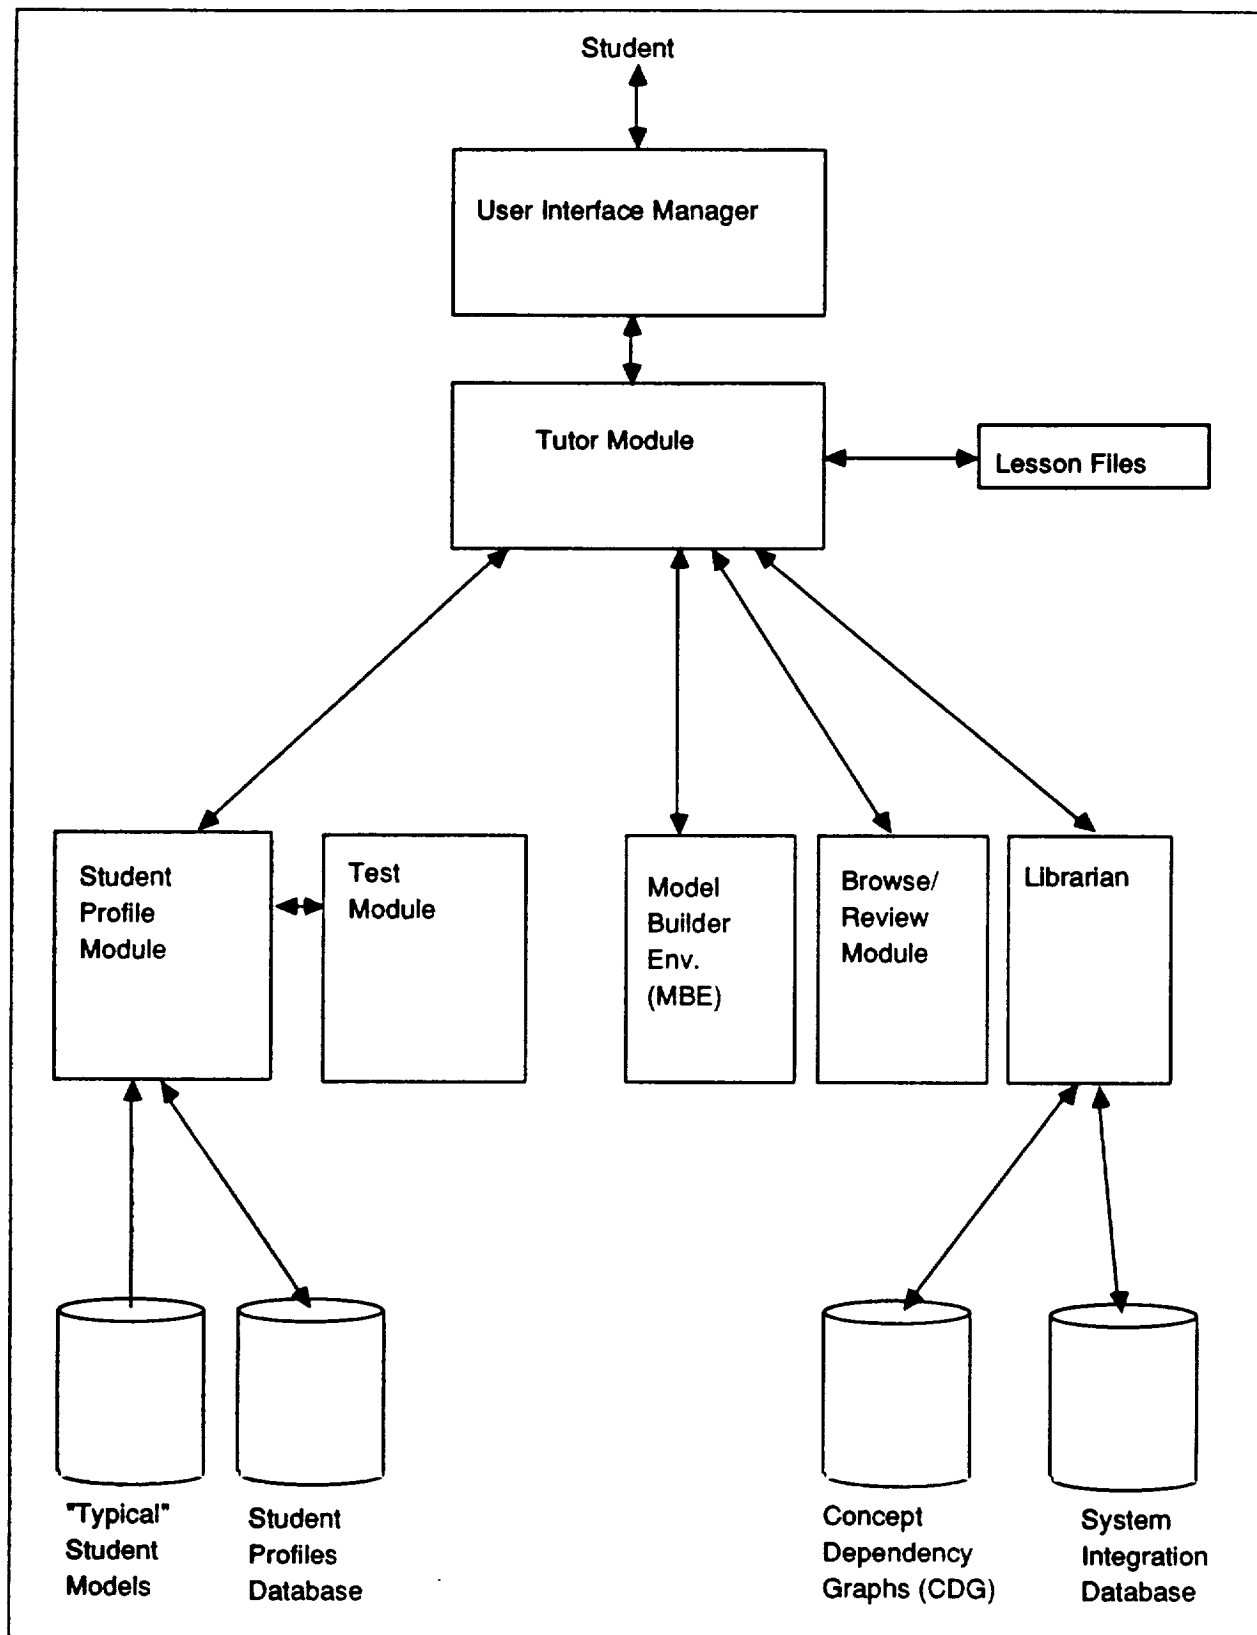 Student
User Interface Manager
Tutor Module
Lesson Files
Student
Profile
Module
Test
Module
Model
Builder
Env.
(MBE)
Browse/
Review
Module
Librarian
"Typical"
Student
Models
Student
Profiles
Database
Concept
Dependency
Graphs (CDG)
System
Integration
Database